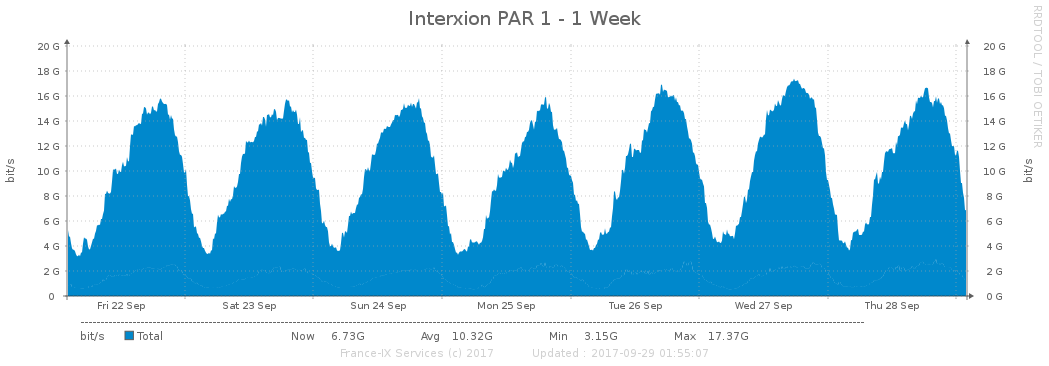 Interxion PAR 1 - 1 Week
RRDTOOL / TOBI OETIKER
20 G 20 G
18 G 18 G
16 G 16 G
14 G 14 G
12 G 12 G
10 G 10 G
8 G 8 G
6 G 6 G
4 G 4 G
2 G 2 G
0 0 G
bit/s bit/s
Fri 22 Sep Sat 23 Sep Sun 24 Sep Mon 25 Sep Tue 26 Sep Wed 27 Sep Thu 28 Sep
bit/s Total Now 6.73G Avg 10.32G Min 3.15G Max 17.37G
France-IX Services (c) 2017 Updated : 2017-09-29 01:55:07